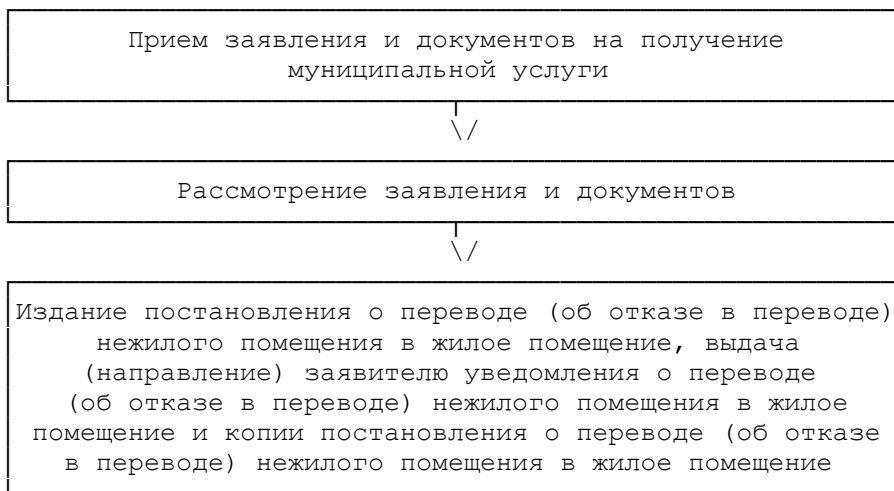 Прием заявления и документов на получение
муниципальной услуги
\/
Рассмотрение заявления и документов
\/
Издание постановления о переводе (об отказе в переводе)
нежилого помещения в жилое помещение, выдача
(направление) заявителю уведомления о переводе
(об отказе в переводе) нежилого помещения в жилое
помещение и копии постановления о переводе (об отказе
в переводе) нежилого помещения в жилое помещение